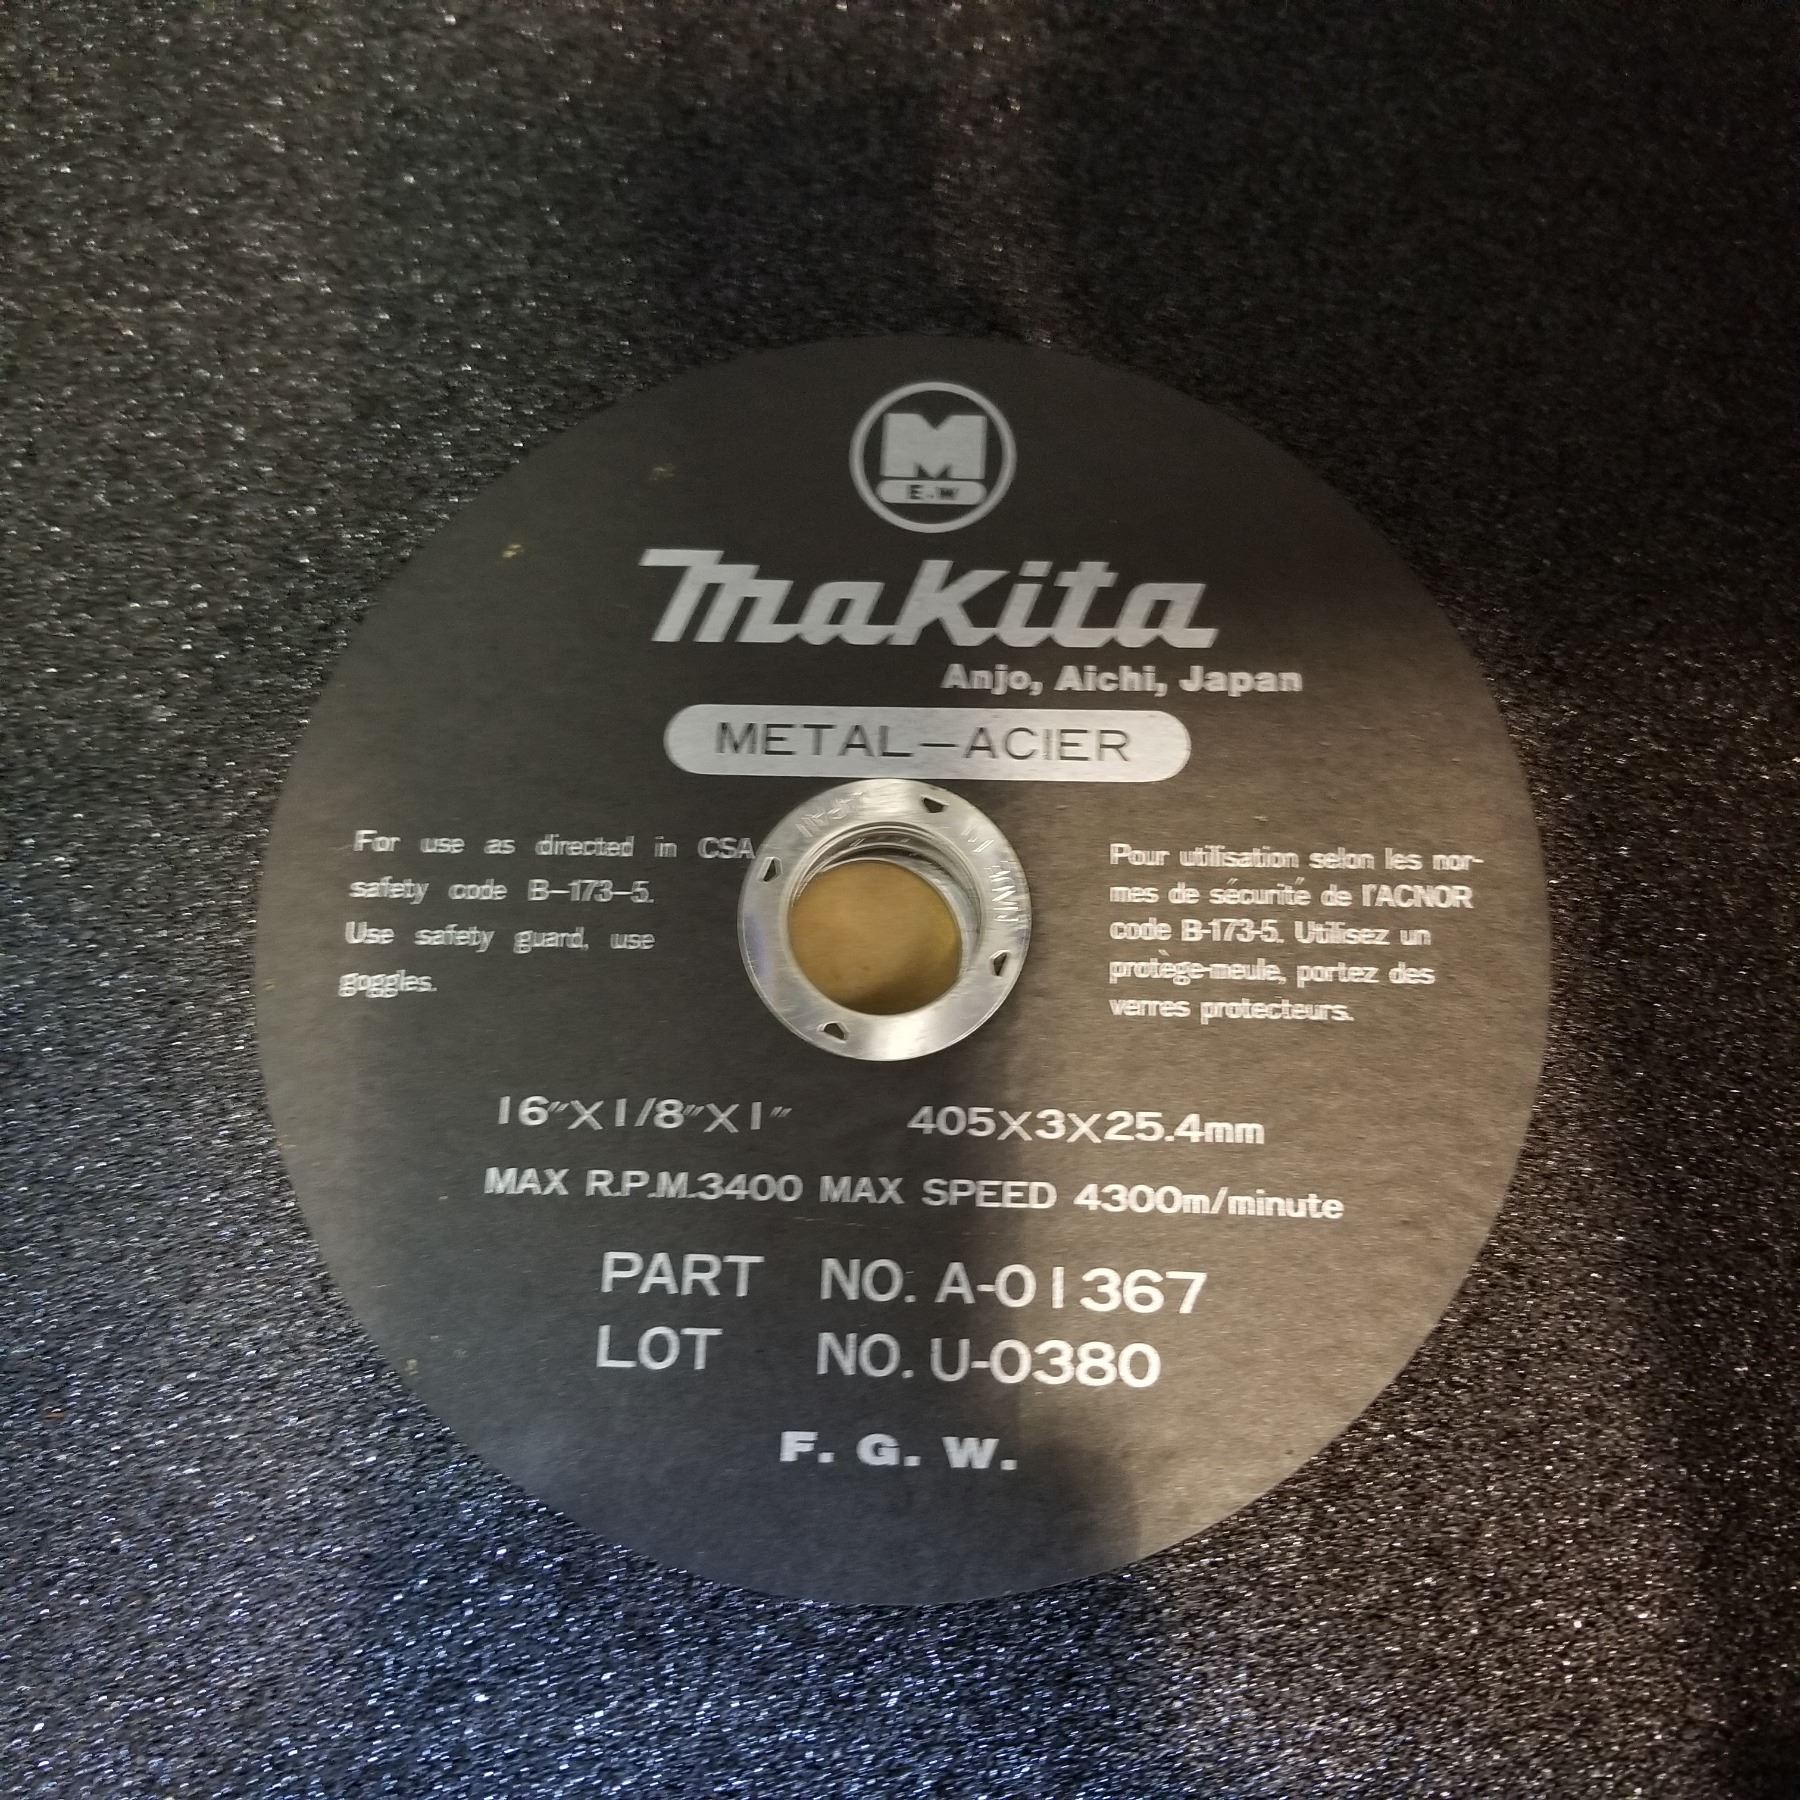 M
E.W
makita
Anjo, Aichi, Japan
METAL–ACIER
For use as directed in CSA
safety code B–173–5.
Use safety guard, use
goggles.
Pour utilisation selon les nor-
mes de sécurité de l'ACNOR
code B-173-5. Utilisez un
protège-meule, portez des
verres protecteurs.
16"X1/8"X1" 405X3X25.4mm
MAX R.P.M.3400 MAX SPEED 4300m/minute
PART NO. A-01367
LOT NO. U-0380
F. G. W.